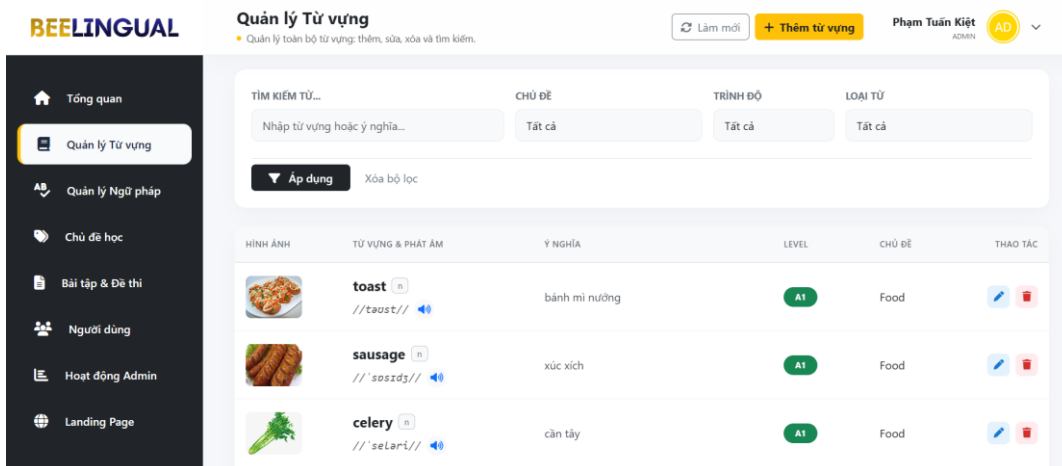 BEELINGUAL
Quản lý Từ vựng
Quản lý toàn bộ từ vựng: thêm, sửa, xóa và tìm kiếm.
Làm mới
+ Thêm từ vựng
Phạm Tuấn Kiệt
ADMIN
AD
Tổng quan
Quản lý Từ vựng
Quản lý Ngữ pháp
Chủ đề học
Bài tập & Đề thi
Người dùng
Hoạt động Admin
Landing Page
TÌM KIẾM TỪ... CHỦ ĐỀ TRÌNH ĐỘ LOẠI TỪ
Nhập từ vựng hoặc ý nghĩa... Tất cả Tất cả Tất cả
Áp dụng Xóa bộ lọc
HÌNH ẢNH TỪ VỰNG & PHÁT ÂM Ý NGHĨA LEVEL CHỦ ĐỀ THAO TÁC
toast n
//təʊst//
bánh mì nướng A1 Food
sausage n
//ˈsɒsɪdʒ//
xúc xích A1 Food
celery n
//ˈseləri//
cần tây A1 Food